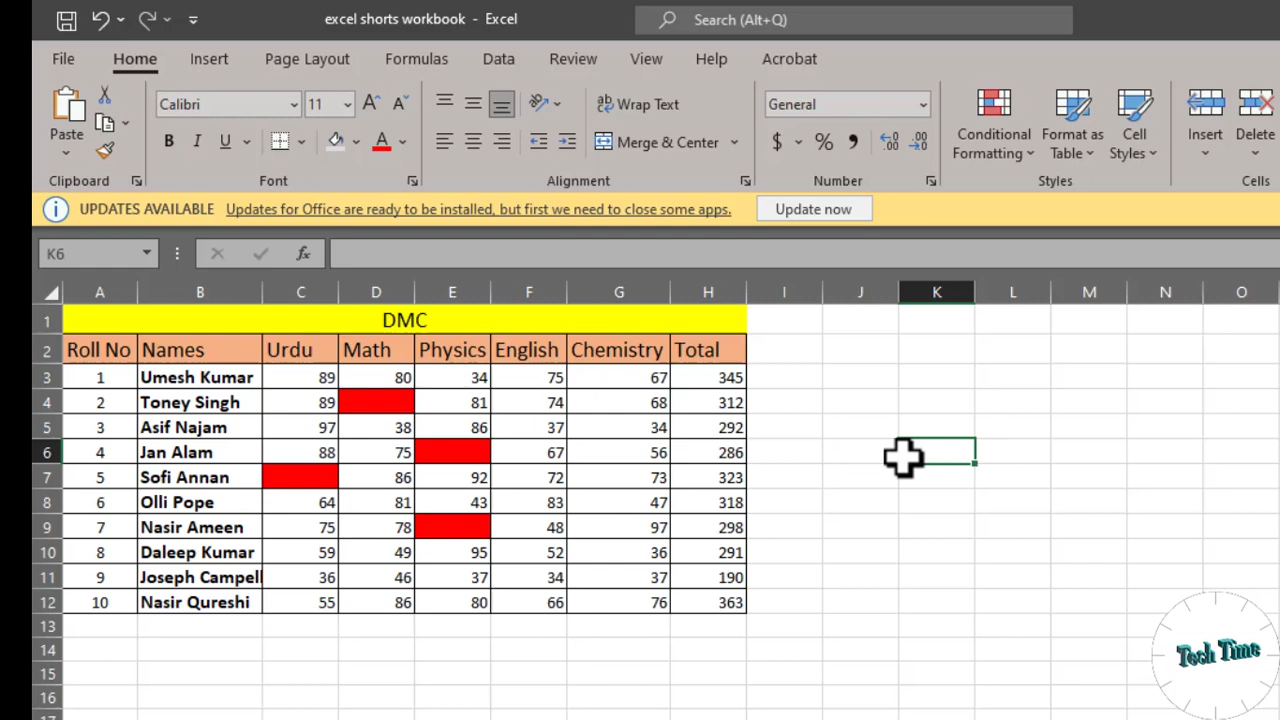 excel shorts workbook - Excel
Search (Alt+Q)
File Home Insert Page Layout Formulas Data Review View Help Acrobat
Paste
Calibri 11 A A
B I U A
Clipboard
Font
ab Wrap Text
Merge & Center
Alignment
General
$ % ,
Number
Conditional Formatting
Format as Table
Cell Styles
Styles
Insert
Delete
Cells
UPDATES AVAILABLE Updates for Office are ready to be installed, but first we need to close some apps. Update now
K6 fx
A B C D E F G H I J K L M N O
1 DMC
2 Roll No Names Urdu Math Physics English Chemistry Total
3 1 Umesh Kumar 89 80 34 75 67 345
4 2 Toney Singh 89 81 74 68 312
5 3 Asif Najam 97 38 86 37 34 292
6 4 Jan Alam 88 75 67 56 286
7 5 Sofi Annan 86 92 72 73 323
8 6 Olli Pope 64 81 43 83 47 318
9 7 Nasir Ameen 75 78 48 97 298
10 8 Daleep Kumar 59 49 95 52 36 291
11 9 Joseph Campell 36 46 37 34 37 190
12 10 Nasir Qureshi 55 86 80 66 76 363
13
14
15
16
Tech Time